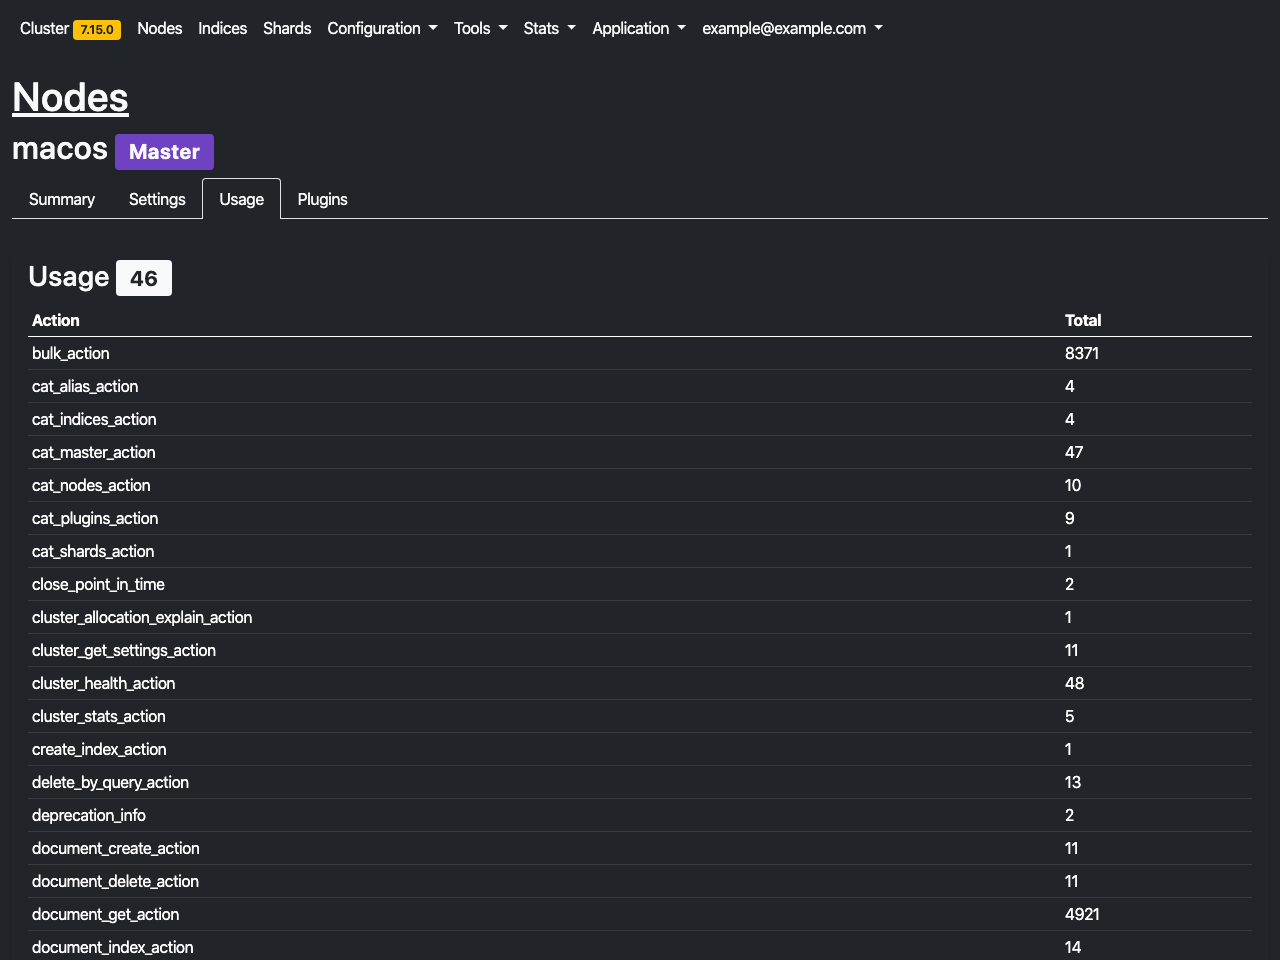 Cluster 7.15.0 Nodes Indices Shards Configuration Tools Stats Application example@example.com
Nodes
macos Master
Summary Settings Usage Plugins
Usage 46
Action Total
bulk_action 8371
cat_alias_action 4
cat_indices_action 4
cat_master_action 47
cat_nodes_action 10
cat_plugins_action 9
cat_shards_action 1
close_point_in_time 2
cluster_allocation_explain_action 1
cluster_get_settings_action 11
cluster_health_action 48
cluster_stats_action 5
create_index_action 1
delete_by_query_action 13
deprecation_info 2
document_create_action 11
document_delete_action 11
document_get_action 4921
document_index_action 14